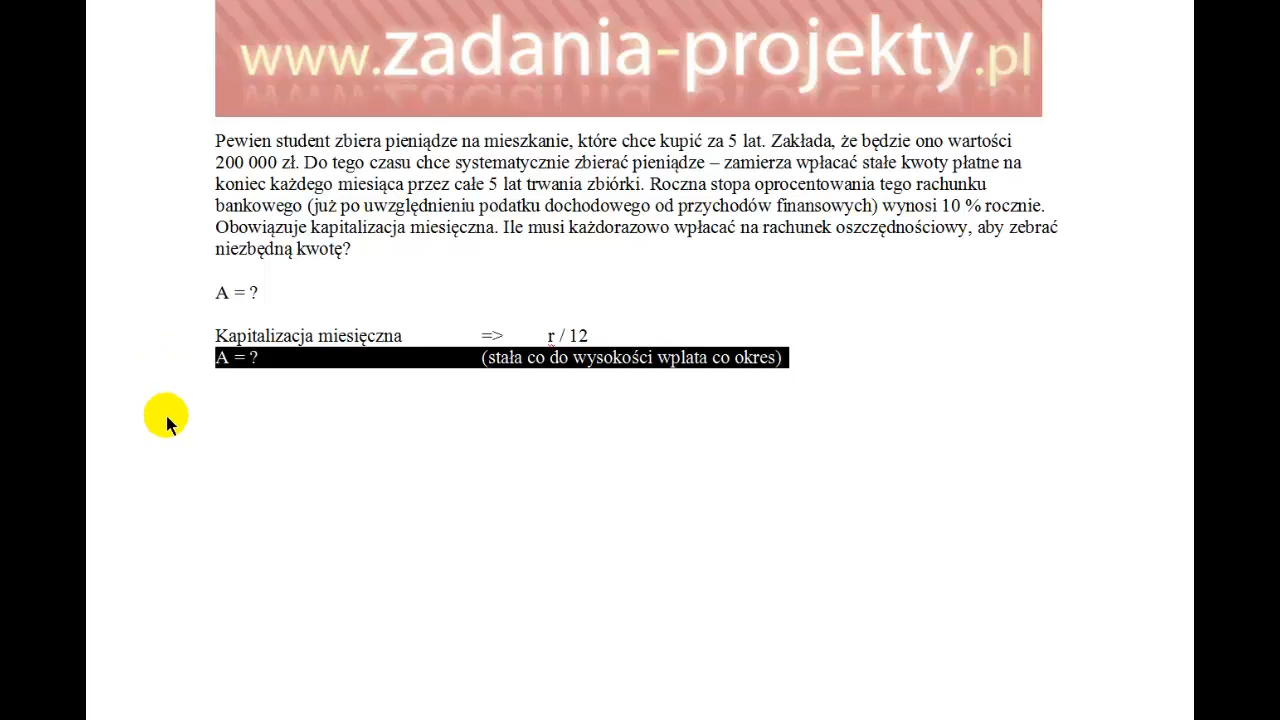 www.zadania-projekty.pl
Pewien student zbiera pieniądze na mieszkanie, które chce kupić za 5 lat. Zakłada, że będzie ono wartości
200 000 zł. Do tego czasu chce systematycznie zbierać pieniądze – zamierza wpłacać stałe kwoty płatne na
koniec każdego miesiąca przez całe 5 lat trwania zbiórki. Roczna stopa oprocentowania tego rachunku
bankowego (już po uwzględnieniu podatku dochodowego od przychodów finansowych) wynosi 10 % rocznie.
Obowiązuje kapitalizacja miesięczna. Ile musi każdorazowo wpłacać na rachunek oszczędnościowy, aby zebrać
niezbędną kwotę?
A = ?
Kapitalizacja miesięczna => r / 12
A = ? (stała co do wysokości wplata co okres)